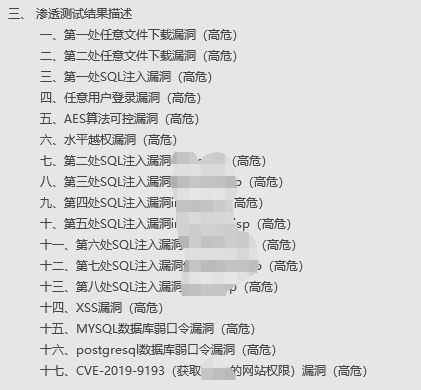 三、 渗透测试结果描述
一、第一处任意文件下载漏洞（高危）
二、第二处任意文件下载漏洞（高危）
三、第一处SQL注入漏洞（高危）
四、任意用户登录漏洞（高危）
五、AES算法可控漏洞（高危）
六、水平越权漏洞（高危）
七、第二处SQL注入漏洞（高危）
八、第三处SQL注入漏洞（高危）
九、第四处SQL注入漏洞（高危）
十、第五处SQL注入漏洞（高危）
十一、第六处SQL注入漏洞（高危）
十二、第七处SQL注入漏洞（高危）
十三、第八处SQL注入漏洞（高危）
十四、XSS漏洞（高危）
十五、MYSQL数据库弱口令漏洞（高危）
十六、postgresql数据库弱口令漏洞（高危）
十七、CVE-2019-9193（获取的网站权限）漏洞（高危）